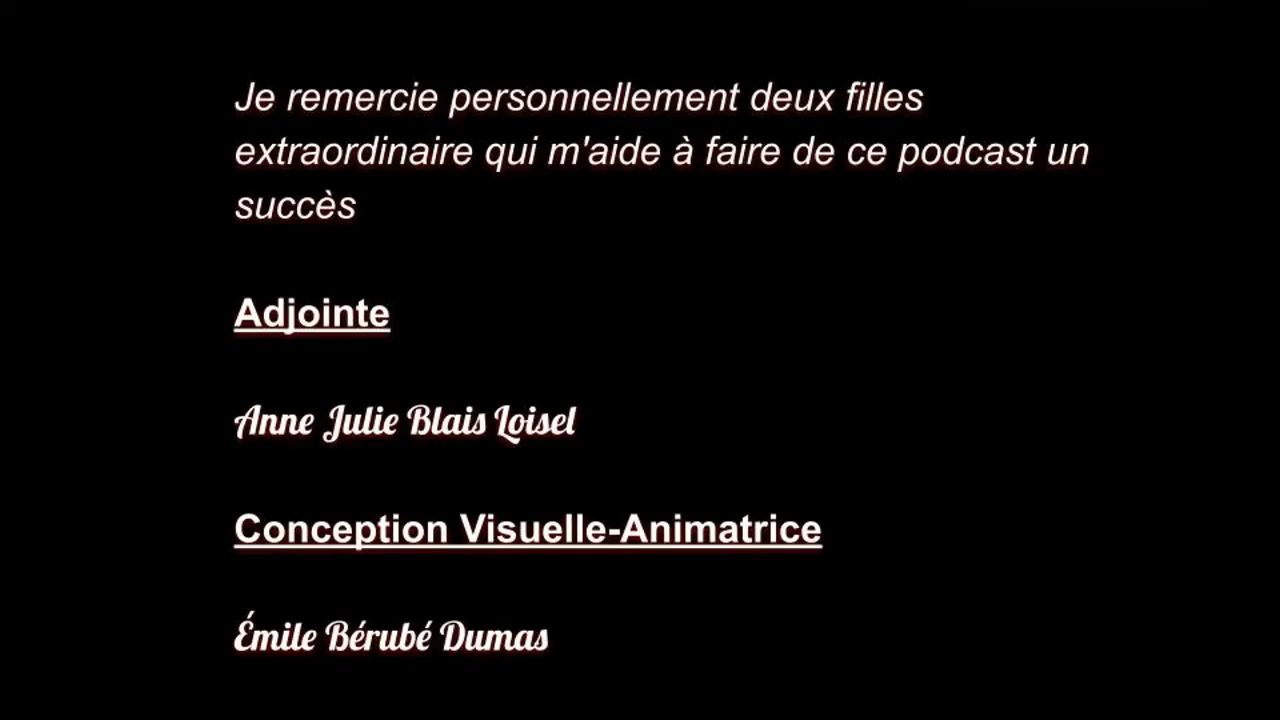 Je remercie personnellement deux filles
extraordinaire qui m'aide à faire de ce podcast un
succès
Adjointe
Anne Julie Blais Loisel
Conception Visuelle-Animatrice
Émile Bérubé Dumas